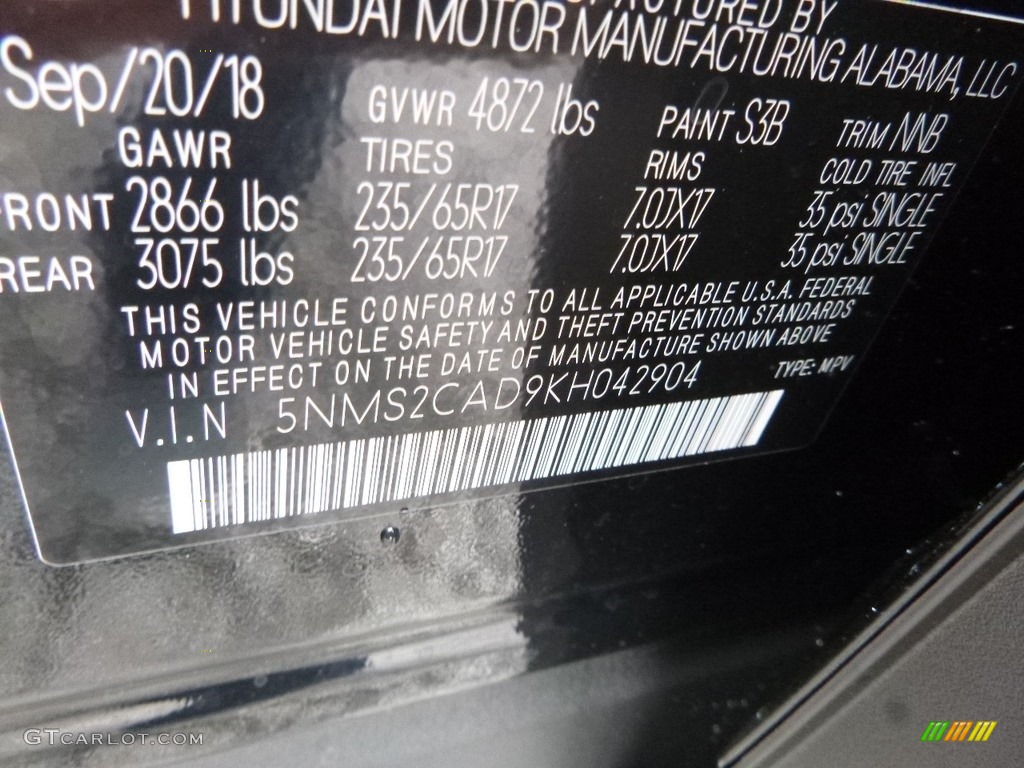 MANUFACTURED BY
HYUNDAI MOTOR MANUFACTURING ALABAMA, LLC
Sep/20/18 GVWR 4872 lbs PAINT S3B TRIM NNB
GAWR TIRES RIMS COLD TIRE INFL
FRONT 2866 lbs 235/65R17 7.0JX17 35 psi SINGLE
REAR 3075 lbs 235/65R17 7.0JX17 35 psi SINGLE
THIS VEHICLE CONFORMS TO ALL APPLICABLE U.S.A. FEDERAL
MOTOR VEHICLE SAFETY AND THEFT PREVENTION STANDARDS
IN EFFECT ON THE DATE OF MANUFACTURE SHOWN ABOVE
V.I.N 5NMS2CAD9KH042904 TYPE: MPV
GTCARLOT.COM